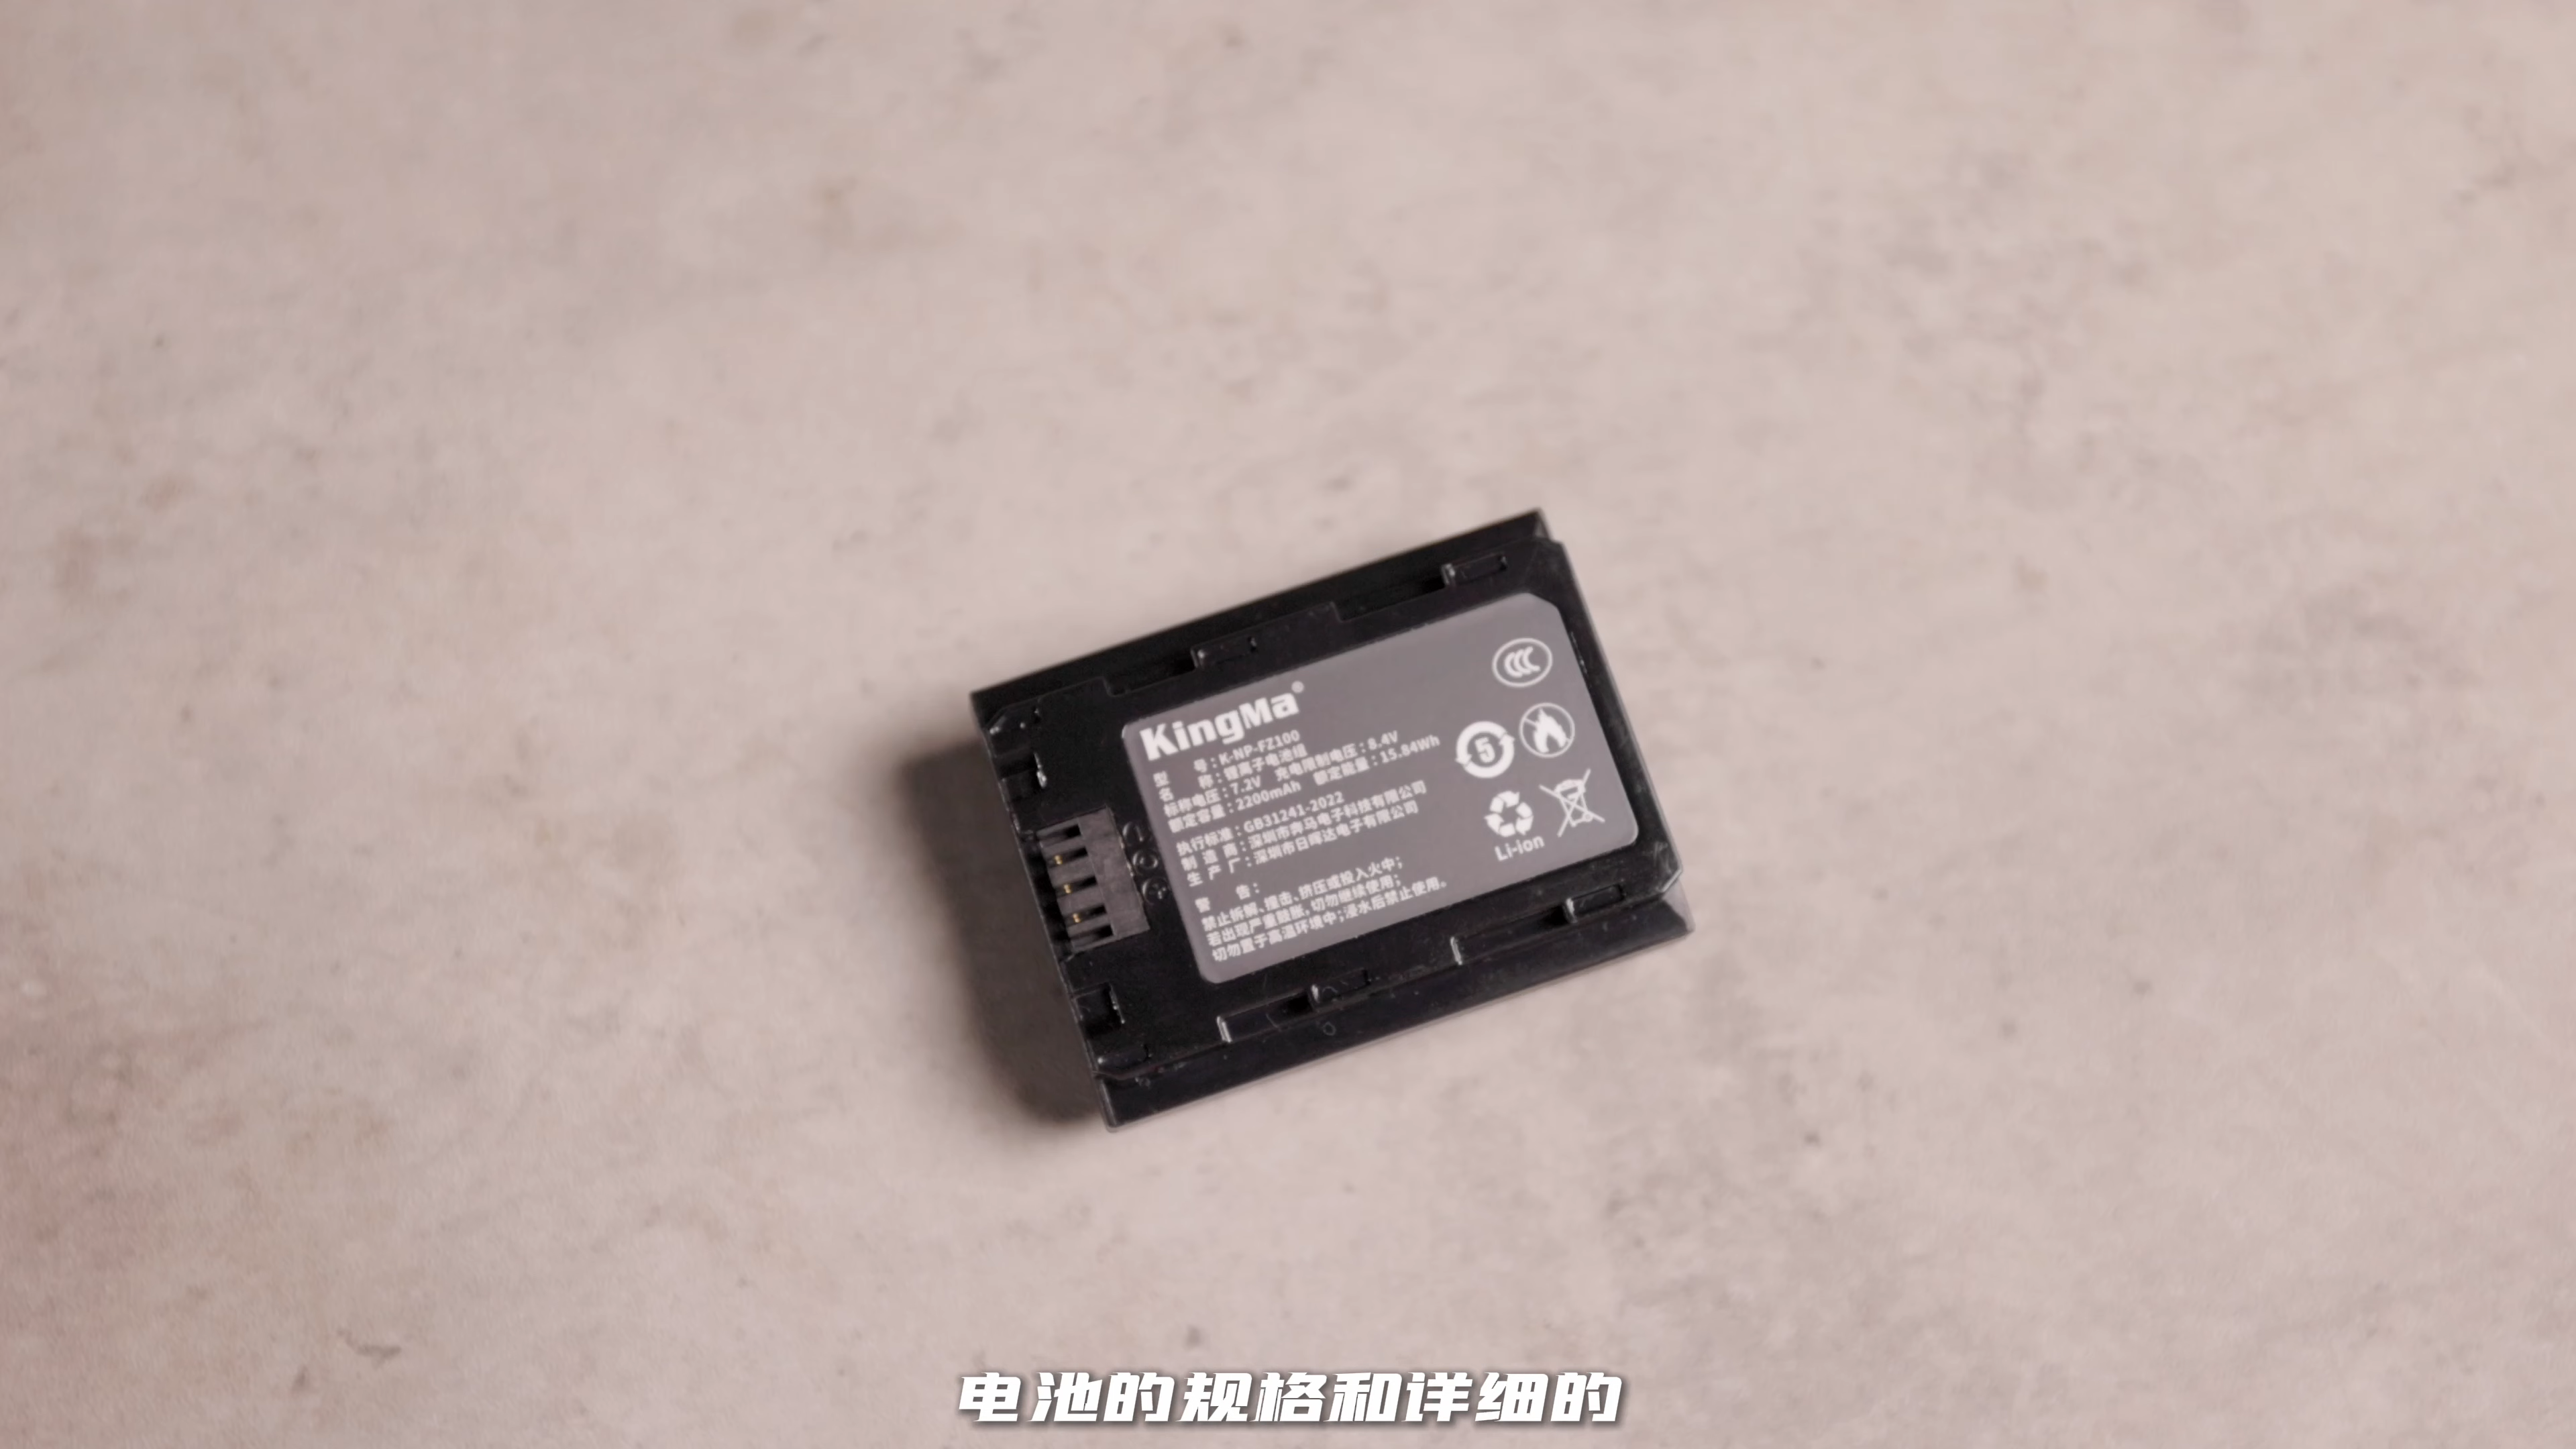 KingMa®
型 号：K-NP-FZ100
名 称：锂离子电池组
标称电压：7.2V 充电限制电压：8.4V
额定容量：2200mAh 额定能量：15.84Wh
执行标准：GB31241-2022
制 造 商：深圳市奔马电子科技有限公司
生 产 厂：深圳市日晖达电子有限公司
警 告：
禁止拆解、撞击、挤压或投入火中；
若出现严重鼓胀，切勿继续使用；
切勿置于高温环境中；浸水后禁止使用。
CCC
5
Li-ion
电池的规格和详细的